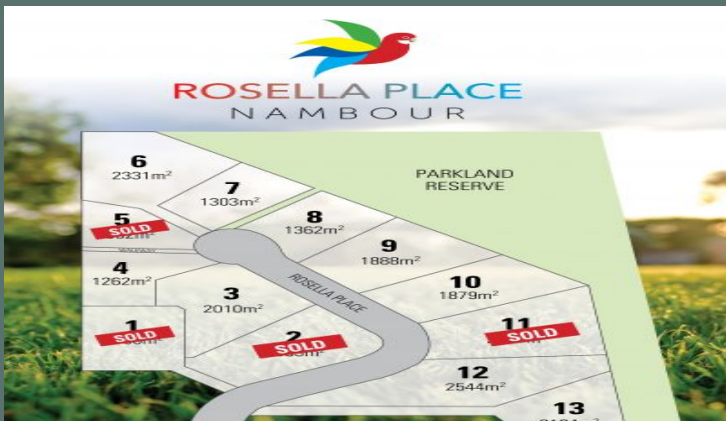 ROSELLA PLACE
NAMBOUR
PARKLAND
RESERVE
6
2331m²
7
1303m²
5
SOLD
8
1362m²
9
1888m²
4
1262m²
3
2010m²
ROSELLA PLACE
10
1879m²
1
SOLD
2
SOLD
11
SOLD
12
2544m²
13